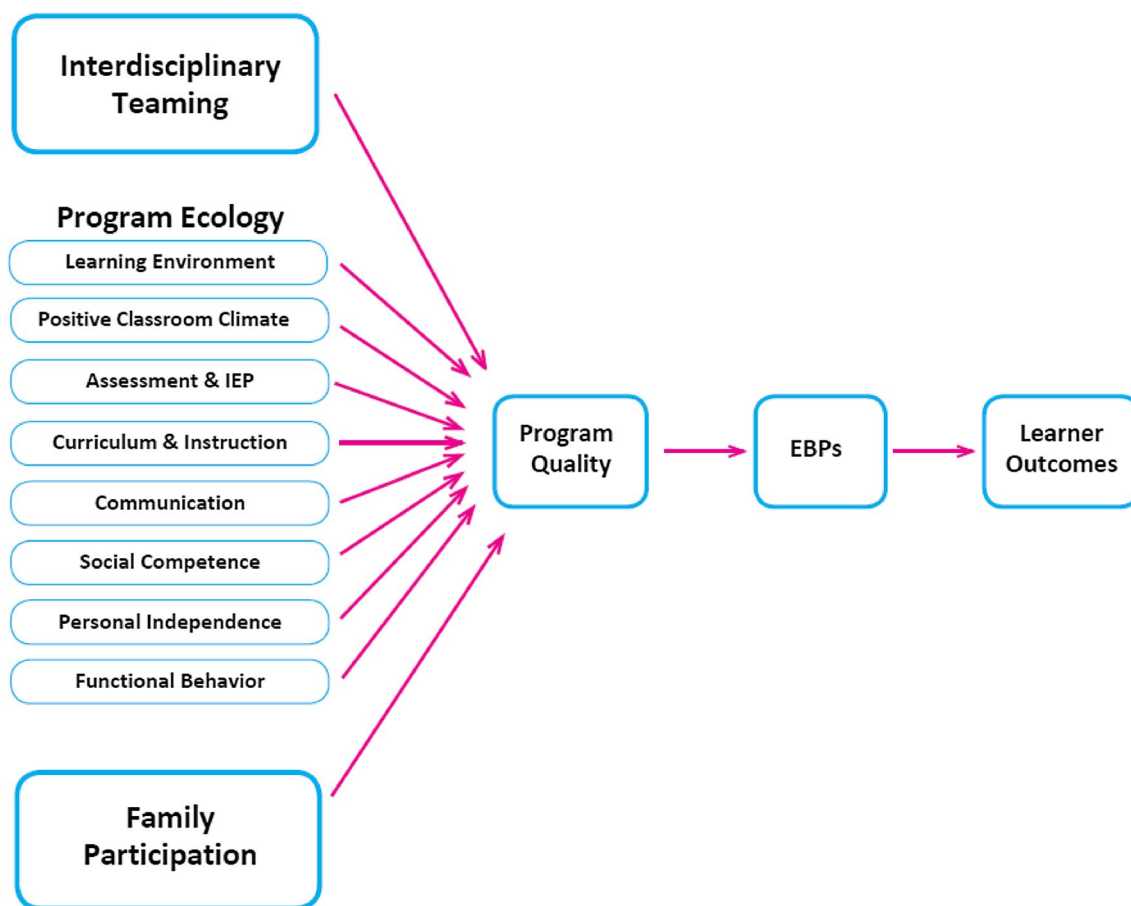 Interdisciplinary
Teaming
Program Ecology
Learning Environment
Positive Classroom Climate
Assessment & IEP
Curriculum & Instruction
Communication
Social Competence
Personal Independence
Functional Behavior
Family
Participation
Program
Quality
EBPs
Learner
Outcomes